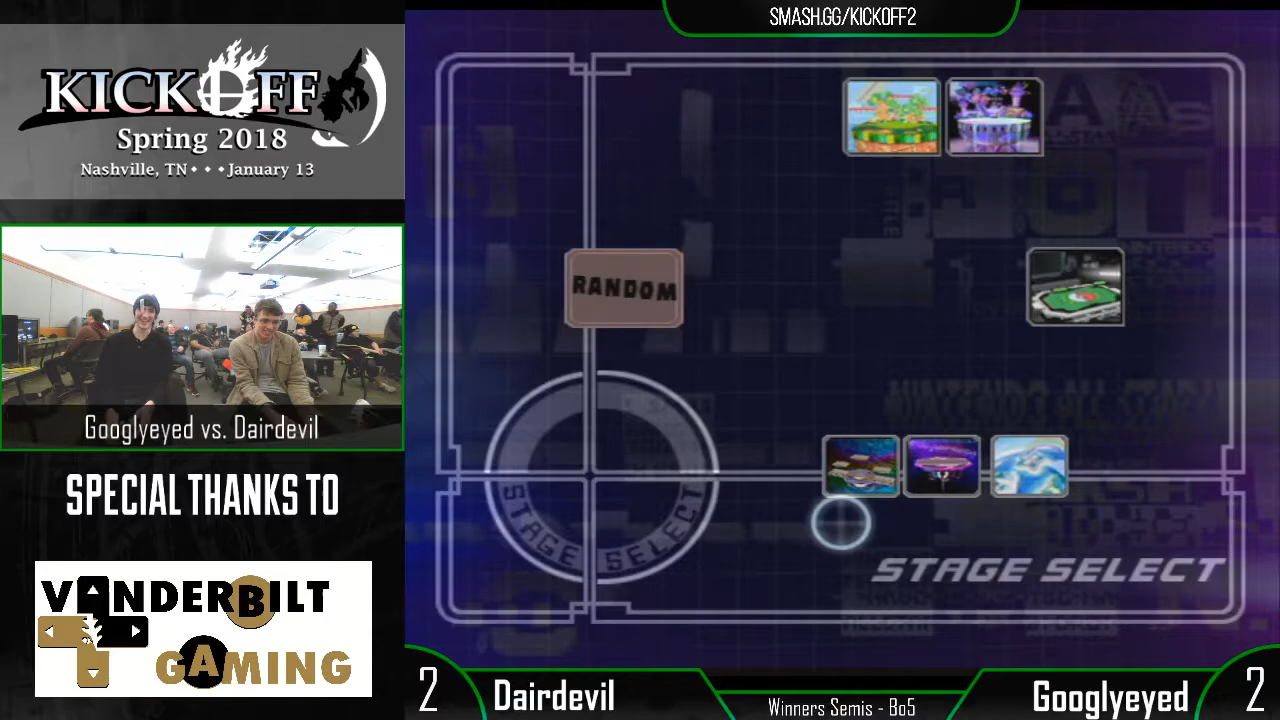 SMASH.GG/KICKOFF2
KICKOFF
Spring 2018
Nashville, TN • • • January 13
Googlyeyed vs. Dairdevil
SPECIAL THANKS TO
VANDERBILT
GAMING
RANDOM
STAGE SELECT
STAGE SELECT
2
Dairdevil
Winners Semis - Bo5
Googlyeyed
2